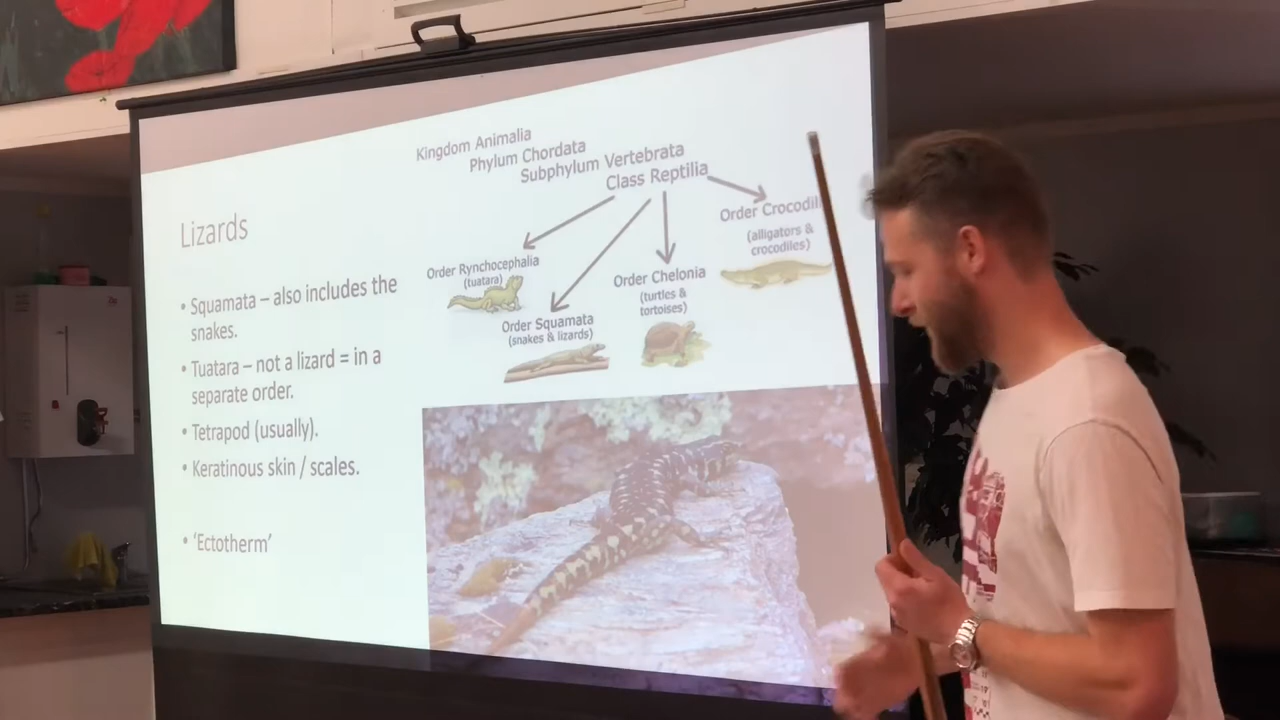 Kingdom Animalia
Phylum Chordata
Subphylum Vertebrata
Class Reptilia
Order Rynchocephalia
(tuatara)
Order Squamata
(snakes & lizards)
Order Chelonia
(turtles &
tortoises)
Order Crocodili
(alligators &
crocodiles)
Lizards
• Squamata – also includes the
snakes.
• Tuatara – not a lizard = in a
separate order.
• Tetrapod (usually).
• Keratinous skin / scales.
• ‘Ectotherm’